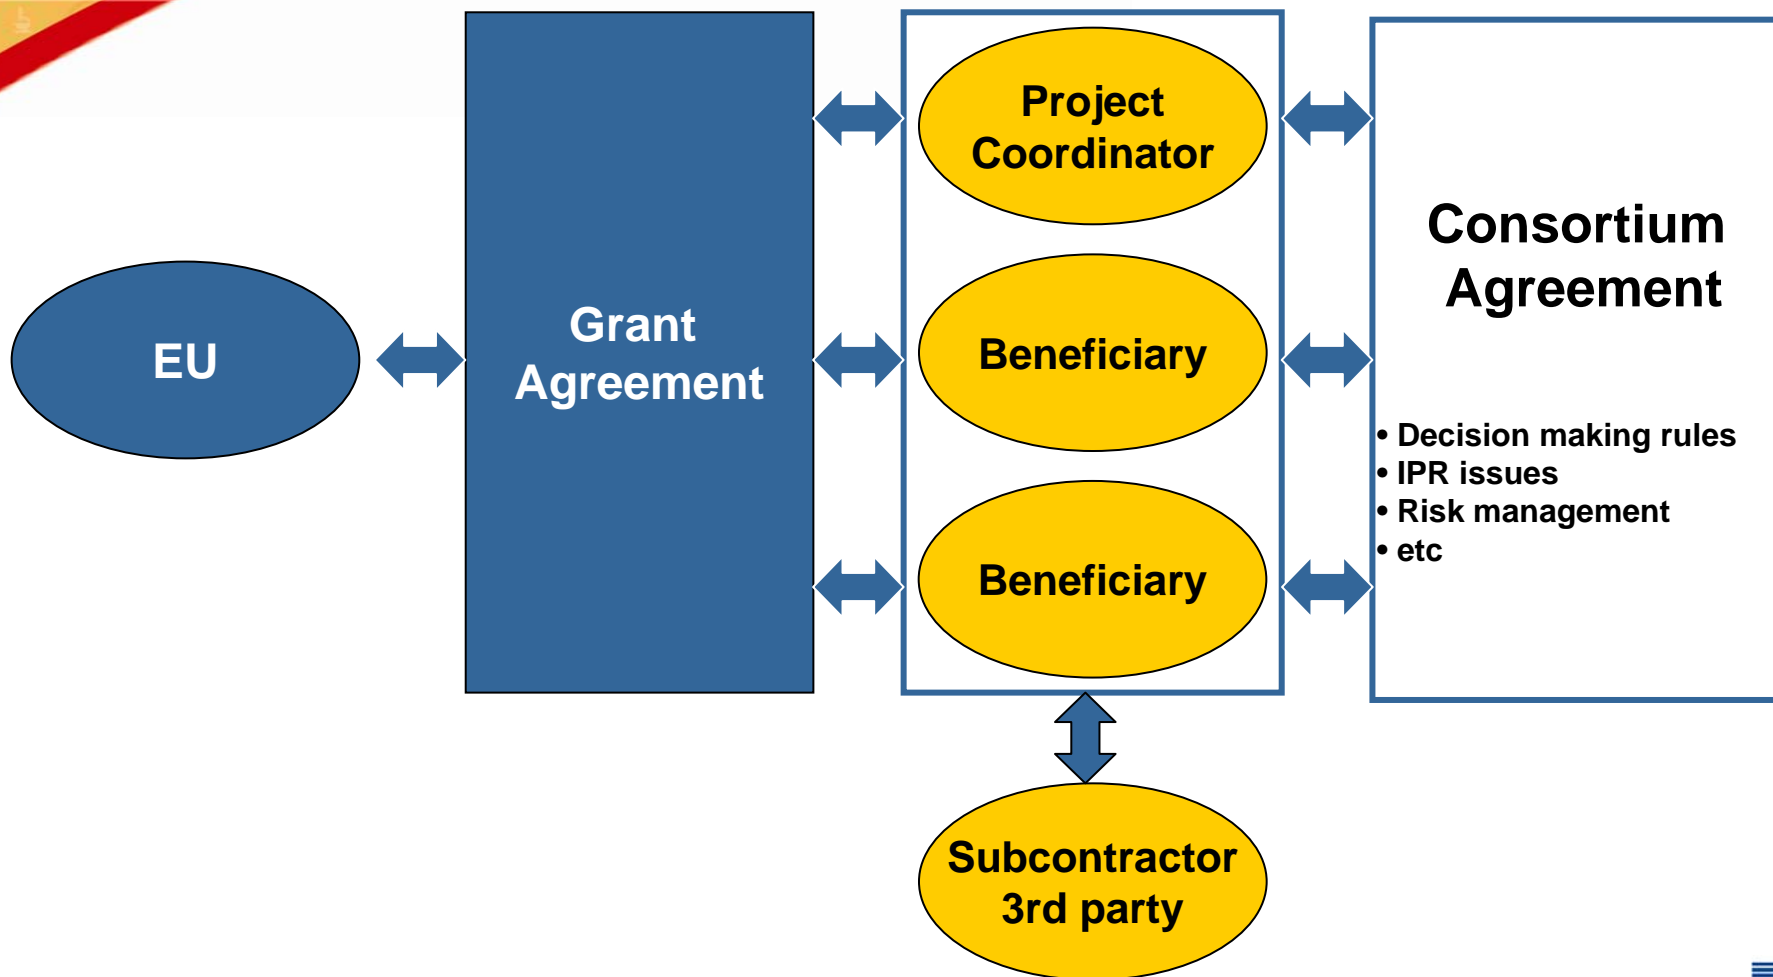 EU
Grant
Agreement
Project
Coordinator
Beneficiary
Beneficiary
Subcontractor
3rd party
Consortium
Agreement
• Decision making rules
• IPR issues
• Risk management
• etc